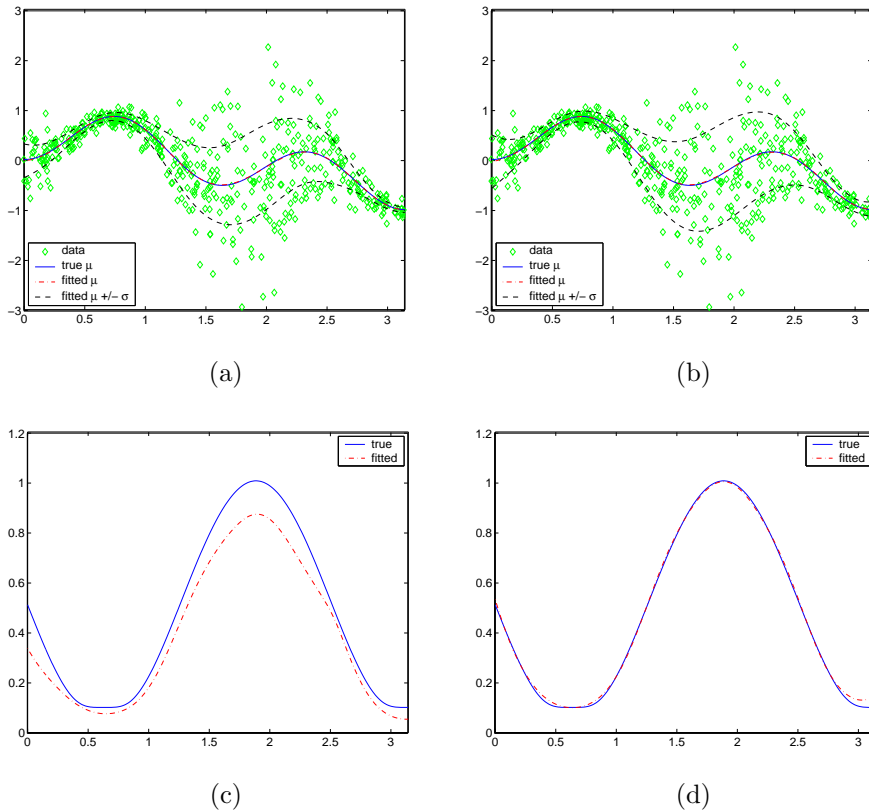 3
2
1
0
−1
−2
−3
data
true μ
fitted μ
fitted μ +/− σ
0 0.5 1 1.5 2 2.5 3
(a)
3
2
1
0
−1
−2
−3
data
true μ
fitted μ
fitted μ +/− σ
0 0.5 1 1.5 2 2.5 3
(b)
1.2
1
0.8
0.6
0.4
0.2
0
true
fitted
0 0.5 1 1.5 2 2.5 3
(c)
1.2
1
0.8
0.6
0.4
0.2
0
true
fitted
0 0.5 1 1.5 2 2.5 3
(d)